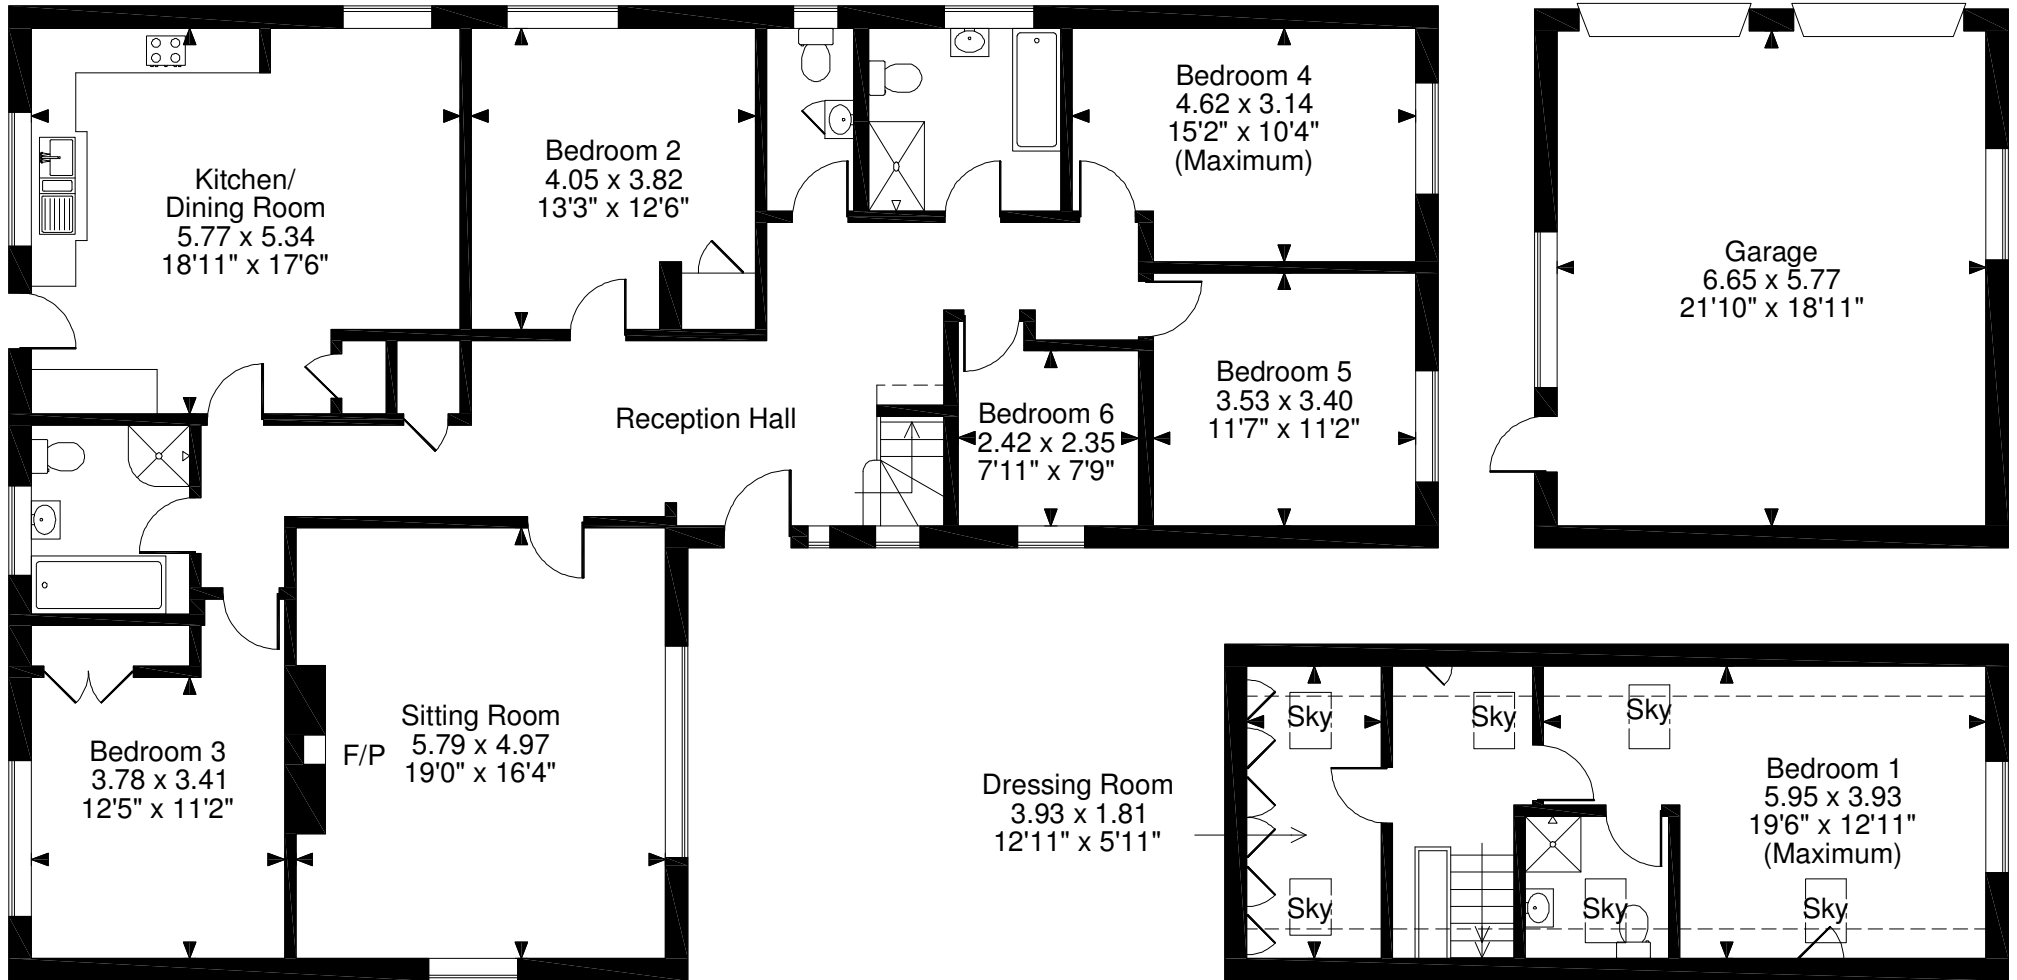 Kitchen/
Dining Room
5.77 x 5.34
18'11" x 17'6"
Bedroom 2
4.05 x 3.82
13'3" x 12'6"
Bedroom 4
4.62 x 3.14
15'2" x 10'4"
(Maximum)
Garage
6.65 x 5.77
21'10" x 18'11"
Reception Hall
Bedroom 6
2.42 x 2.35
7'11" x 7'9"
Bedroom 5
3.53 x 3.40
11'7" x 11'2"
Bedroom 3
3.78 x 3.41
12'5" x 11'2"
F/P
Sitting Room
5.79 x 4.97
19'0" x 16'4"
Dressing Room
3.93 x 1.81
12'11" x 5'11"
Sky
Sky
Sky
Bedroom 1
5.95 x 3.93
19'6" x 12'11"
(Maximum)
Sky
Sky
Sky